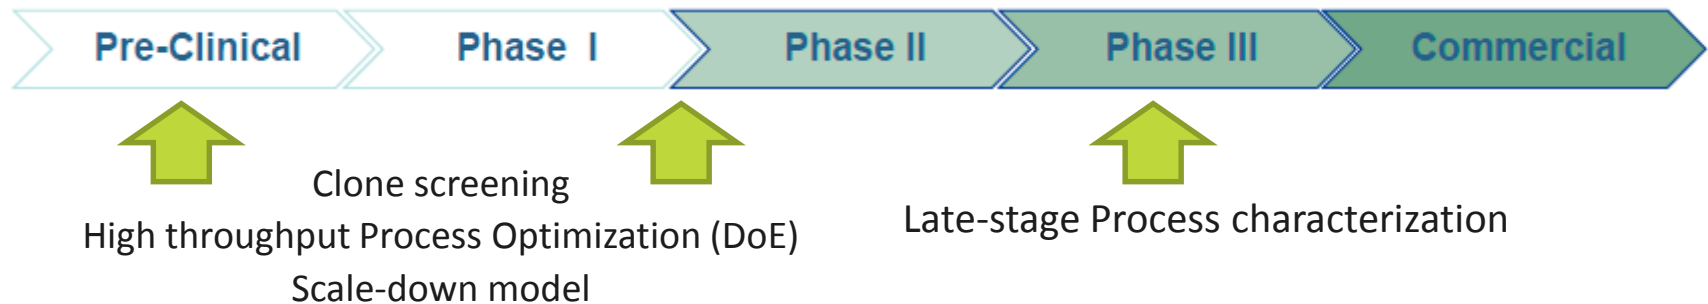 Pre-Clinical
Phase I
Phase II
Phase III
Commercial
Clone screening
High throughput Process Optimization (DoE)
Scale-down model
Late-stage Process characterization